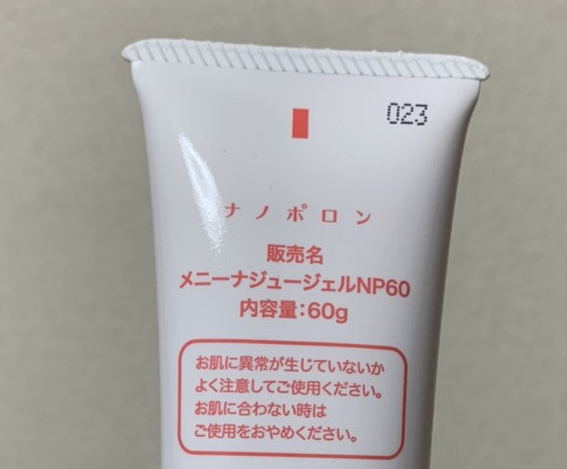 023
ナノポロン
販売名
メニーナジュージェルNP60
内容量：60g
お肌に異常が生じていないか
よく注意してご使用ください。
お肌に合わない時は
ご使用をおやめください。